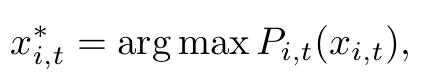 $x^{*}_{i,t} = \arg\max P_{i,t}(x_{i,t}),$